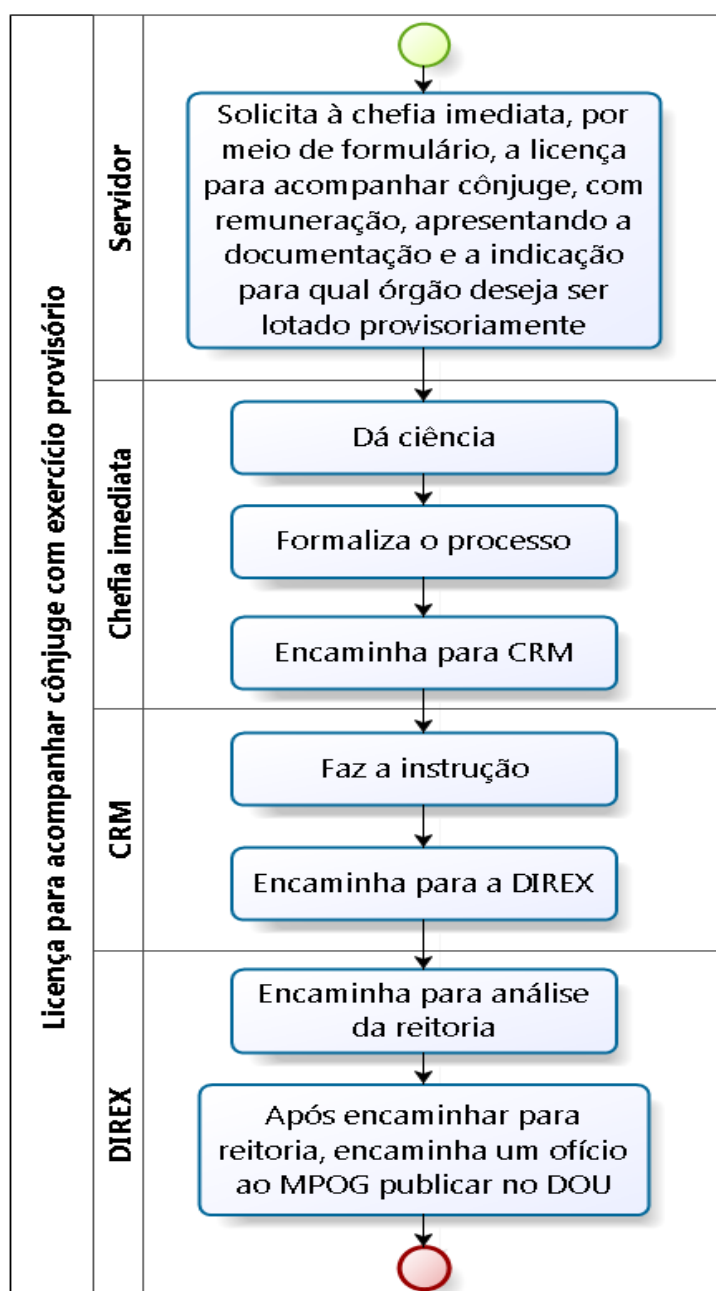 Licença para acompanhar cônjuge com exercício provisório
Servidor
Solicita à chefia imediata, por
meio de formulário, a licença
para acompanhar cônjuge, com
remuneração, apresentando a
documentação e a indicação
para qual órgão deseja ser
lotado provisoriamente
Chefia imediata
Dá ciência
Formaliza o processo
Encaminha para CRM
CRM
Faz a instrução
Encaminha para a DIREX
DIREX
Encaminha para análise
da reitoria
Após encaminhar para
reitoria, encaminha um ofício
ao MPOG publicar no DOU